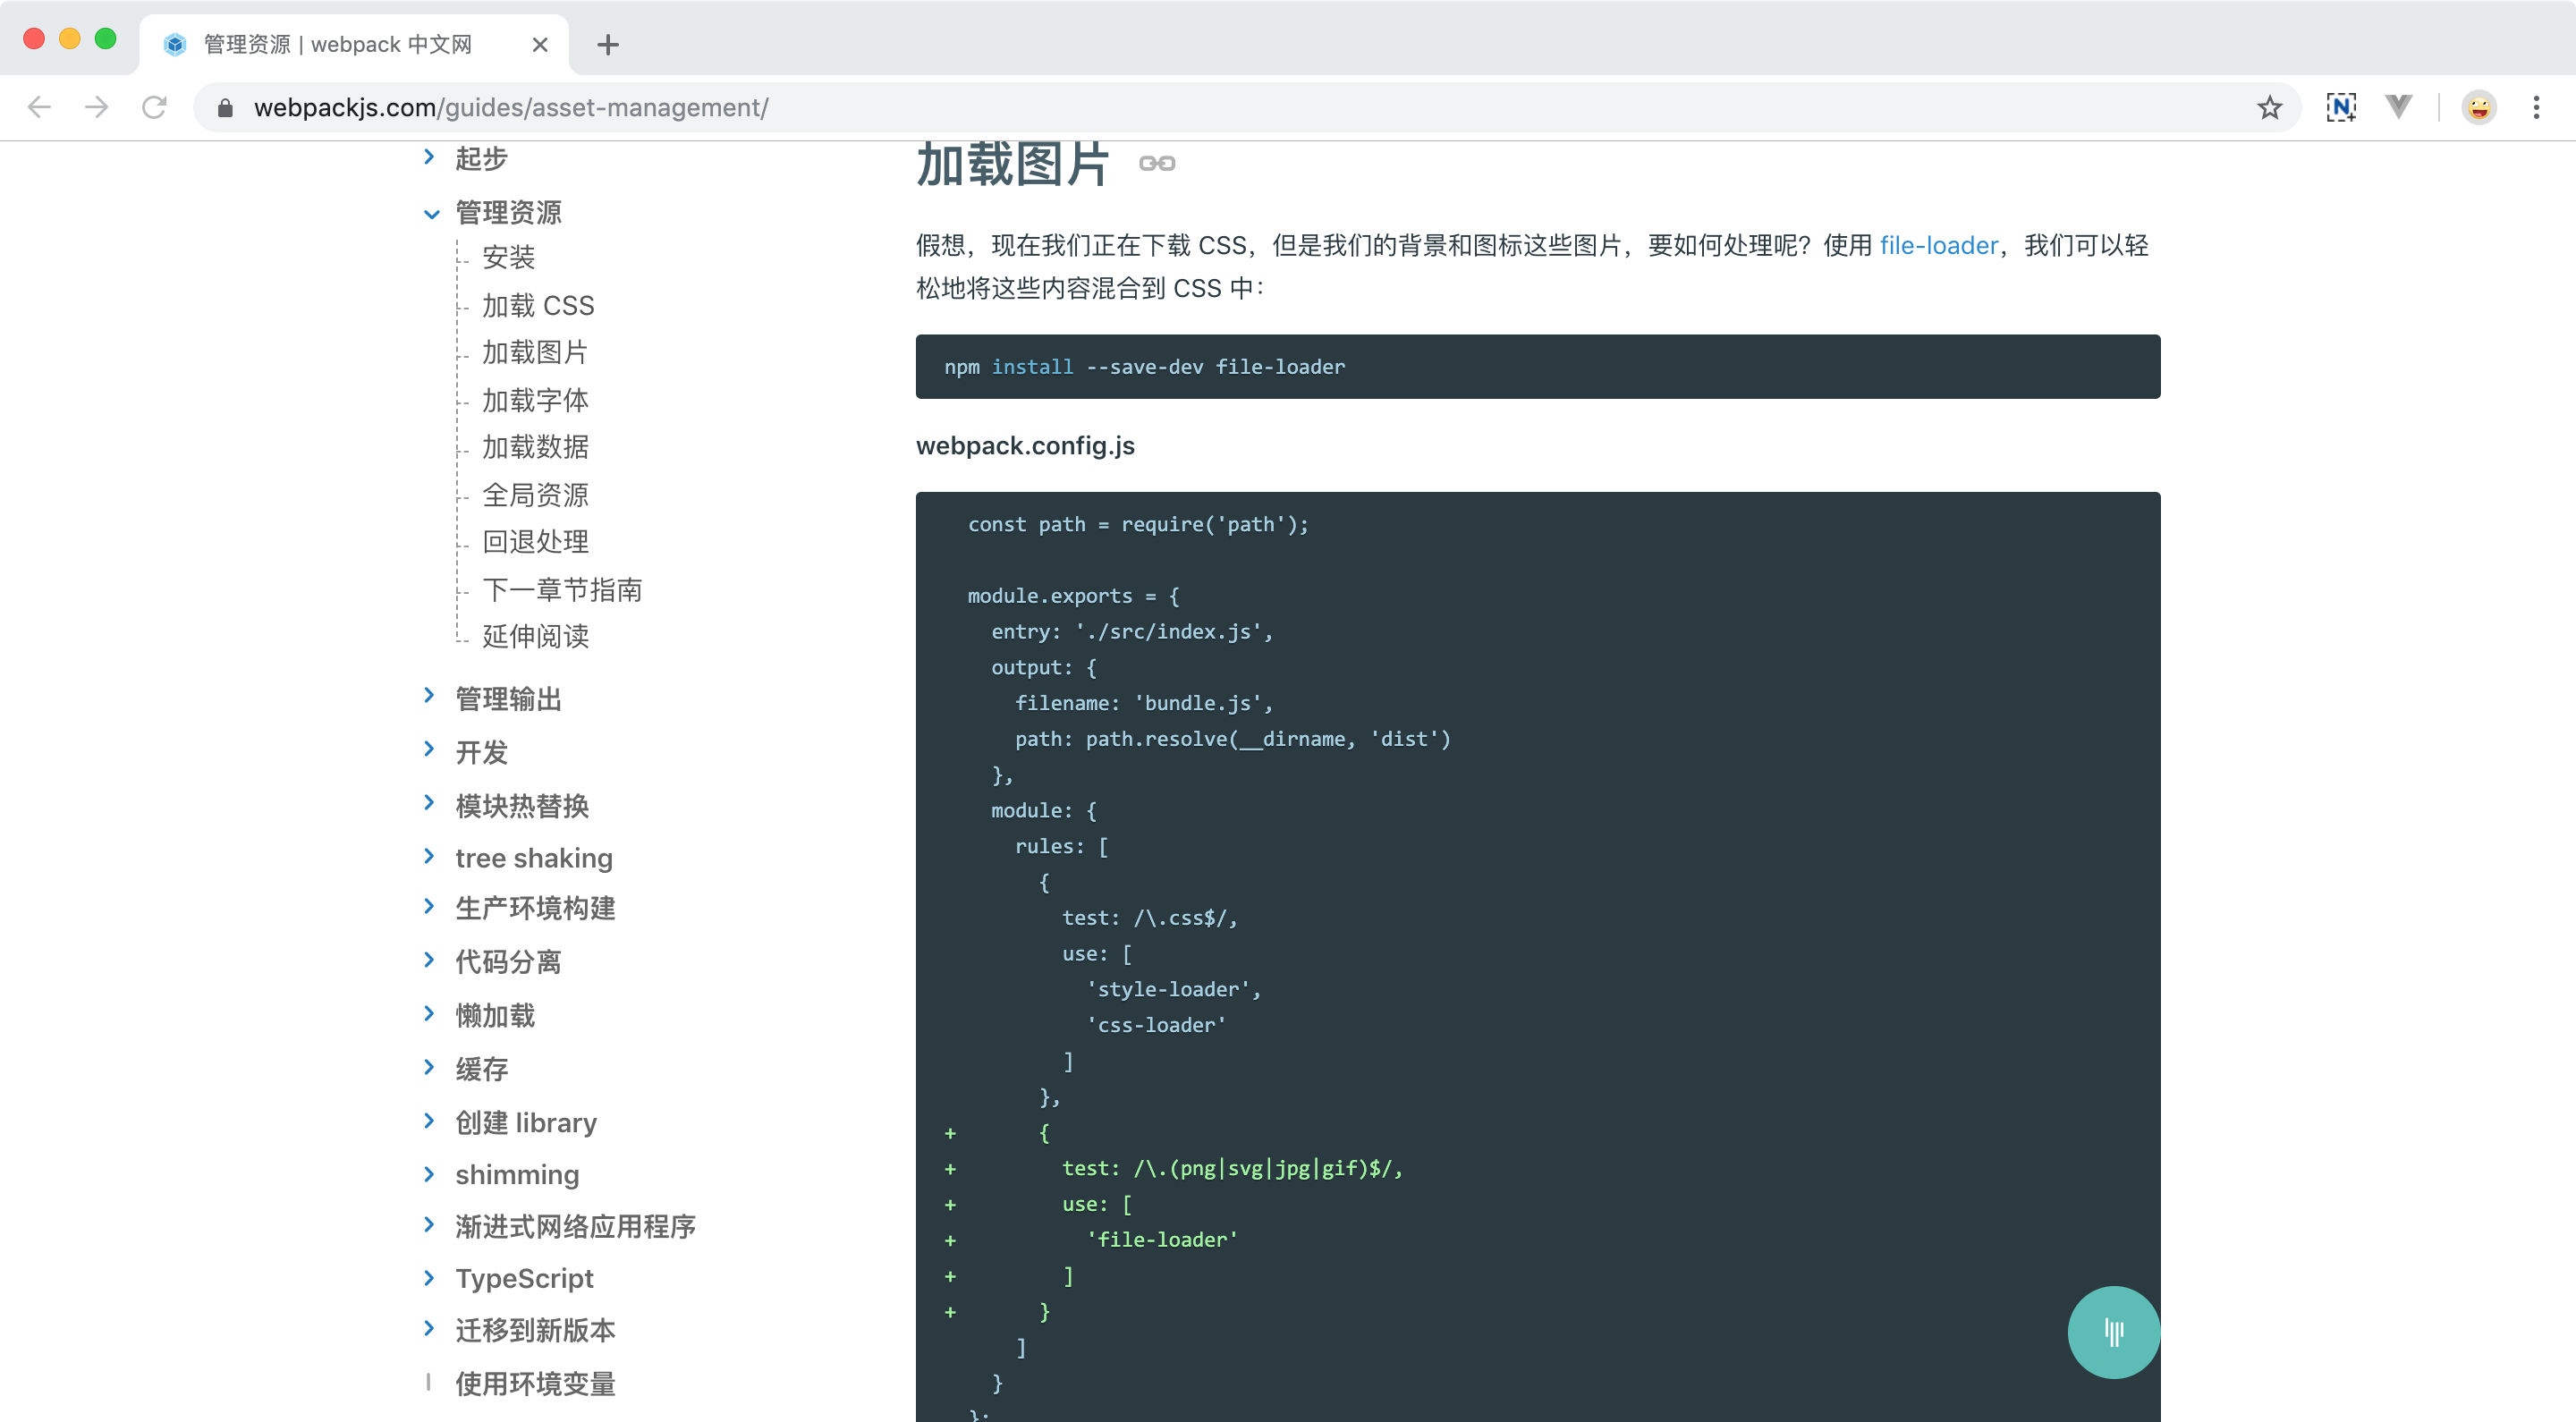 管理资源 | webpack 中文网
webpackjs.com/guides/asset-management/
起步
管理资源
安装
加载 CSS
加载图片
加载字体
加载数据
全局资源
回退处理
下一章节指南
延伸阅读
管理输出
开发
模块热替换
tree shaking
生产环境构建
代码分离
懒加载
缓存
创建 library
shimming
渐进式网络应用程序
TypeScript
迁移到新版本
使用环境变量
加载图片
假想，现在我们正在下载 CSS，但是我们的背景和图标这些图片，要如何处理呢？使用 file-loader，我们可以轻
松地将这些内容混合到 CSS 中：
npm install --save-dev file-loader
webpack.config.js
const path = require('path');
module.exports = {
entry: './src/index.js',
output: {
filename: 'bundle.js',
path: path.resolve(__dirname, 'dist')
},
module: {
rules: [
{
test: /\.css$/,
use: [
'style-loader',
'css-loader'
]
},
+ {
+ test: /\.(png|svg|jpg|gif)$/,
+ use: [
+ 'file-loader'
+ ]
+ }
]
}
};